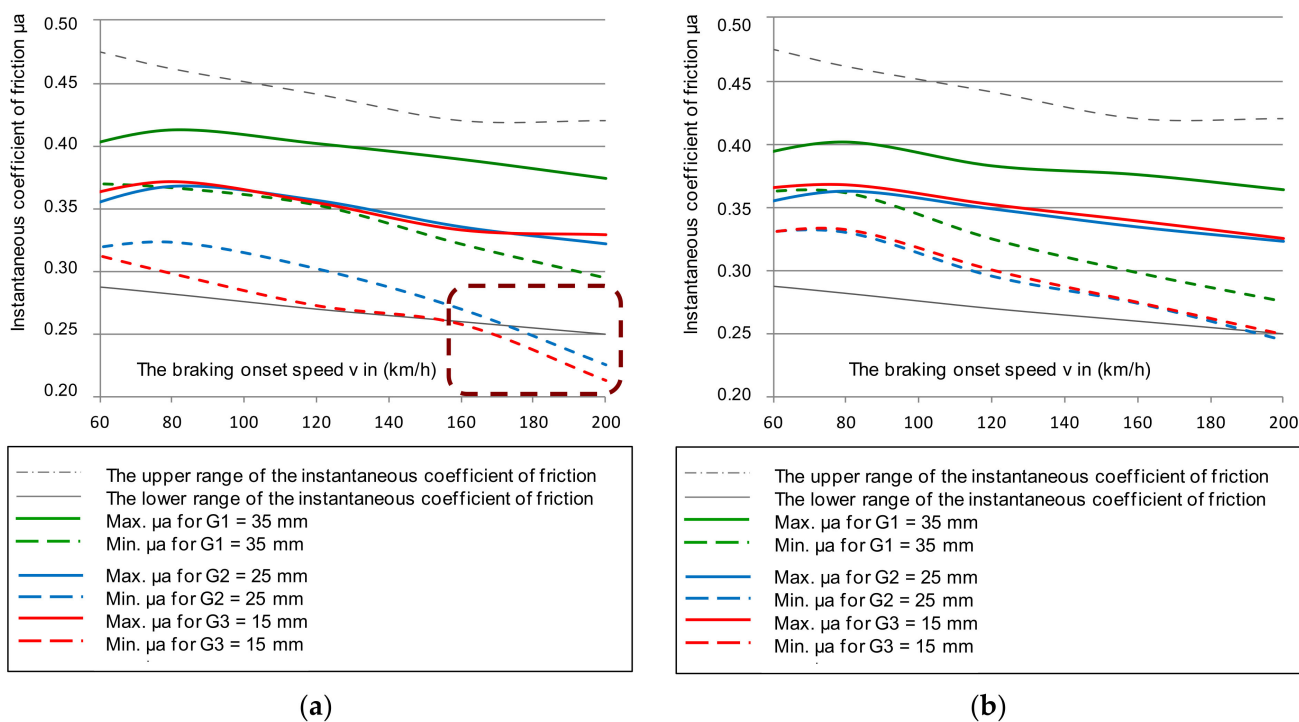 Instantaneous coefficient of friction µa
0.50
0.45
0.40
0.35
0.30
0.25
0.20
The braking onset speed v in (km/h)
60 80 100 120 140 160 180 200
The upper range of the instantaneous coefficient of friction
The lower range of the instantaneous coefficient of friction
Max. µa for G1 = 35 mm
Min. µa for G1 = 35 mm
Max. µa for G2 = 25 mm
Min. µa for G2 = 25 mm
Max. µa for G3 = 15 mm
Min. µa for G3 = 15 mm
(a)
Instantaneous coefficient of friction µa
0.50
0.45
0.40
0.35
0.30
0.25
0.20
The braking onset speed v in (km/h)
60 80 100 120 140 160 180 200
The upper range of the instantaneous coefficient of friction
The lower range of the instantaneous coefficient of friction
Max. µa for G1 = 35 mm
Min. µa for G1 = 35 mm
Max. µa for G2 = 25 mm
Min. µa for G2 = 25 mm
Max. µa for G3 = 15 mm
Min. µa for G3 = 15 mm
(b)